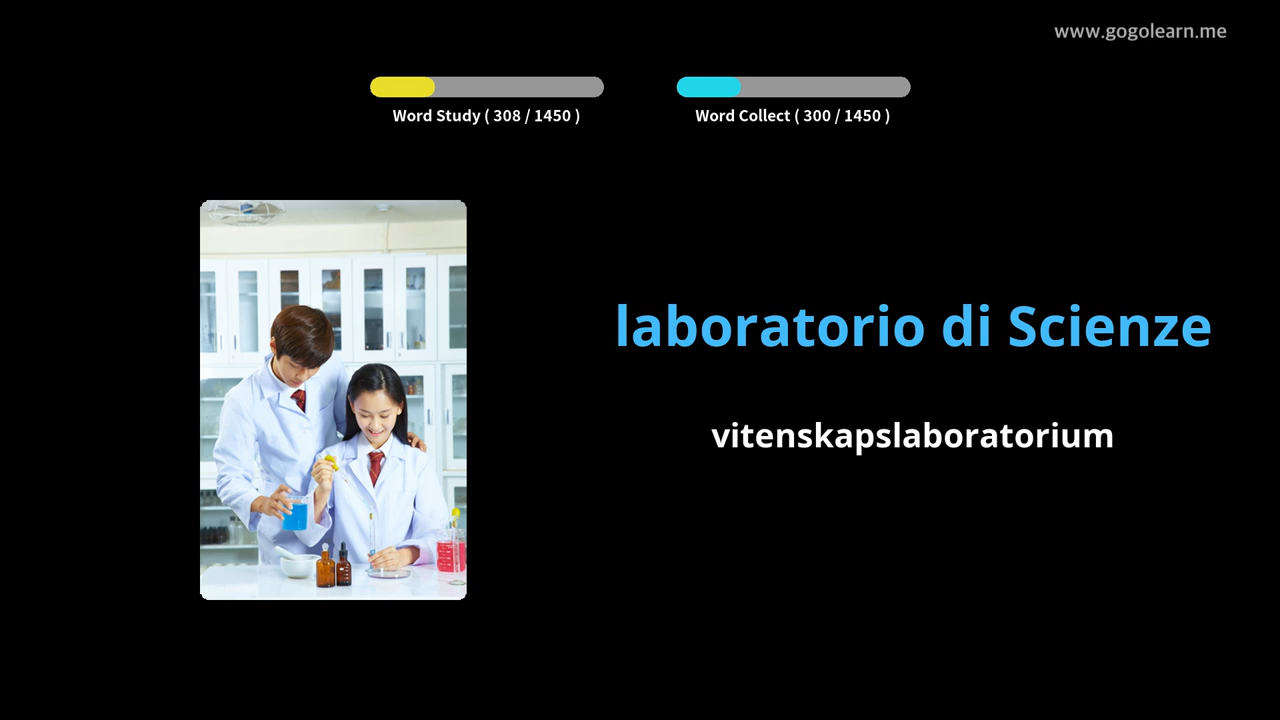 www.gogolearn.me
Word Study ( 308 / 1450 )
Word Collect ( 300 / 1450 )
laboratorio di Scienze
vitenskapslaboratorium